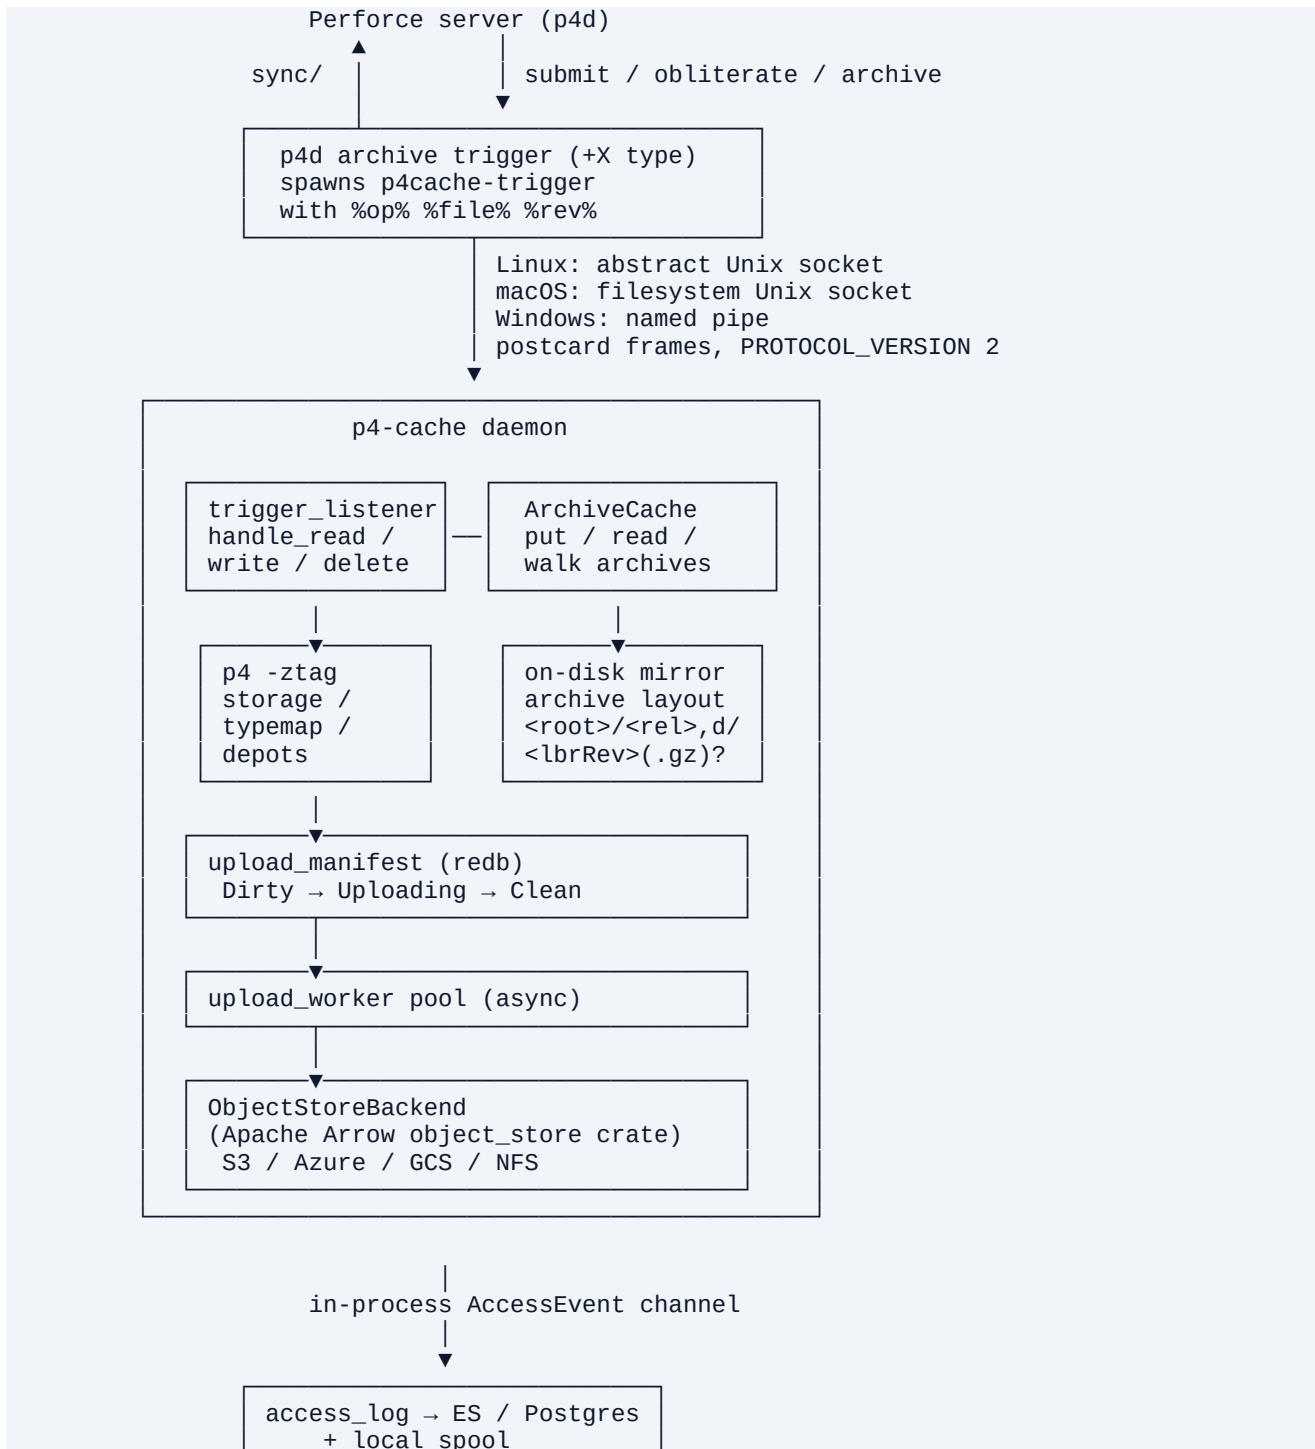 Perforce server (p4d)
sync/
submit / obliterate / archive
p4d archive trigger (+X type)
spawns p4cache-trigger
with %op% %file% %rev%
Linux: abstract Unix socket
macOS: filesystem Unix socket
Windows: named pipe
postcard frames, PROTOCOL_VERSION 2
p4-cache daemon
trigger_listener
handle_read /
write / delete
ArchiveCache
put / read /
walk archives
p4 -ztag
storage /
typemap /
depots
on-disk mirror
archive layout
<root>/<rel>,d/
<lbrRev>(.gz)?
upload_manifest (redb)
Dirty → Uploading → Clean
upload_worker pool (async)
ObjectStoreBackend
(Apache Arrow object_store crate)
S3 / Azure / GCS / NFS
in-process AccessEvent channel
access_log → ES / Postgres
+ local spool